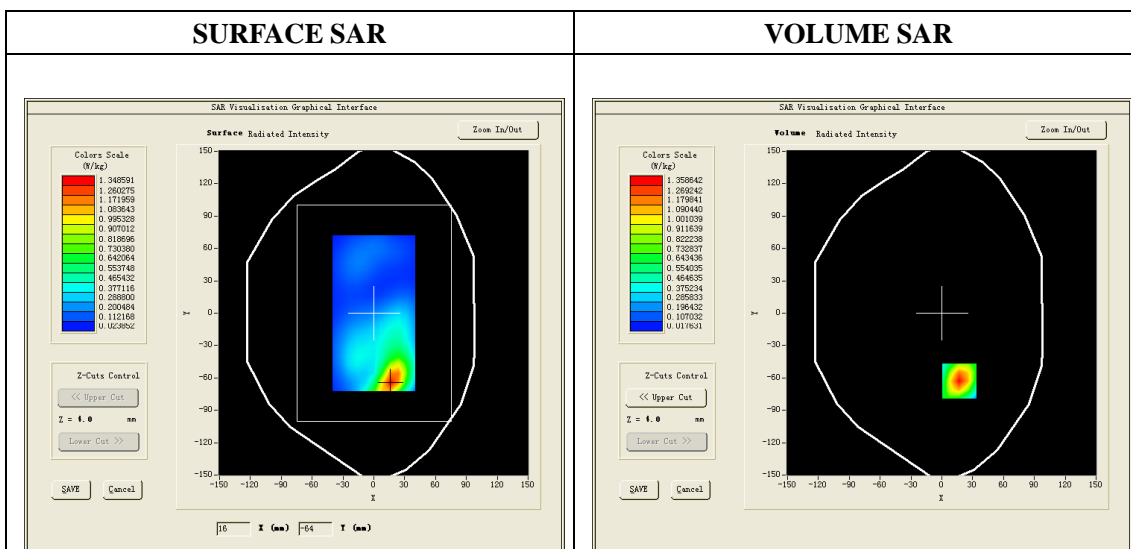 SURFACE SAR
VOLUME SAR
SAR Visualisation Graphical Interface
Surface Radiated Intensity
Zoom In/Out
Colors Scale
(W/kg)
1.348591
1.260275
1.171959
1.083643
0.995328
0.907012
0.818696
0.730380
0.642064
0.553748
0.465432
0.377116
0.288800
0.200484
0.112168
0.023852
Z-Cuts Control
<< Upper Cut
Z = 4.0 mm
Lower Cut >>
SAVE
Cancel
150
120
90
60
30
0
-30
-60
-90
-120
-150
Y
-150 -120 -90 -60 -30 0 30 60 90 120 150
X
16 X (mm) -64 Y (mm)
SAR Visualisation Graphical Interface
Volume Radiated Intensity
Zoom In/Out
Colors Scale
(W/kg)
1.358642
1.269242
1.179841
1.090440
1.001039
0.911639
0.822238
0.732837
0.643436
0.554035
0.464635
0.375234
0.285833
0.196432
0.107032
0.017631
Z-Cuts Control
<< Upper Cut
Z = 4.0 mm
Lower Cut >>
SAVE
Cancel
150
120
90
60
30
0
-30
-60
-90
-120
-150
Y
-150 -120 -90 -60 -30 0 30 60 90 120 150
X